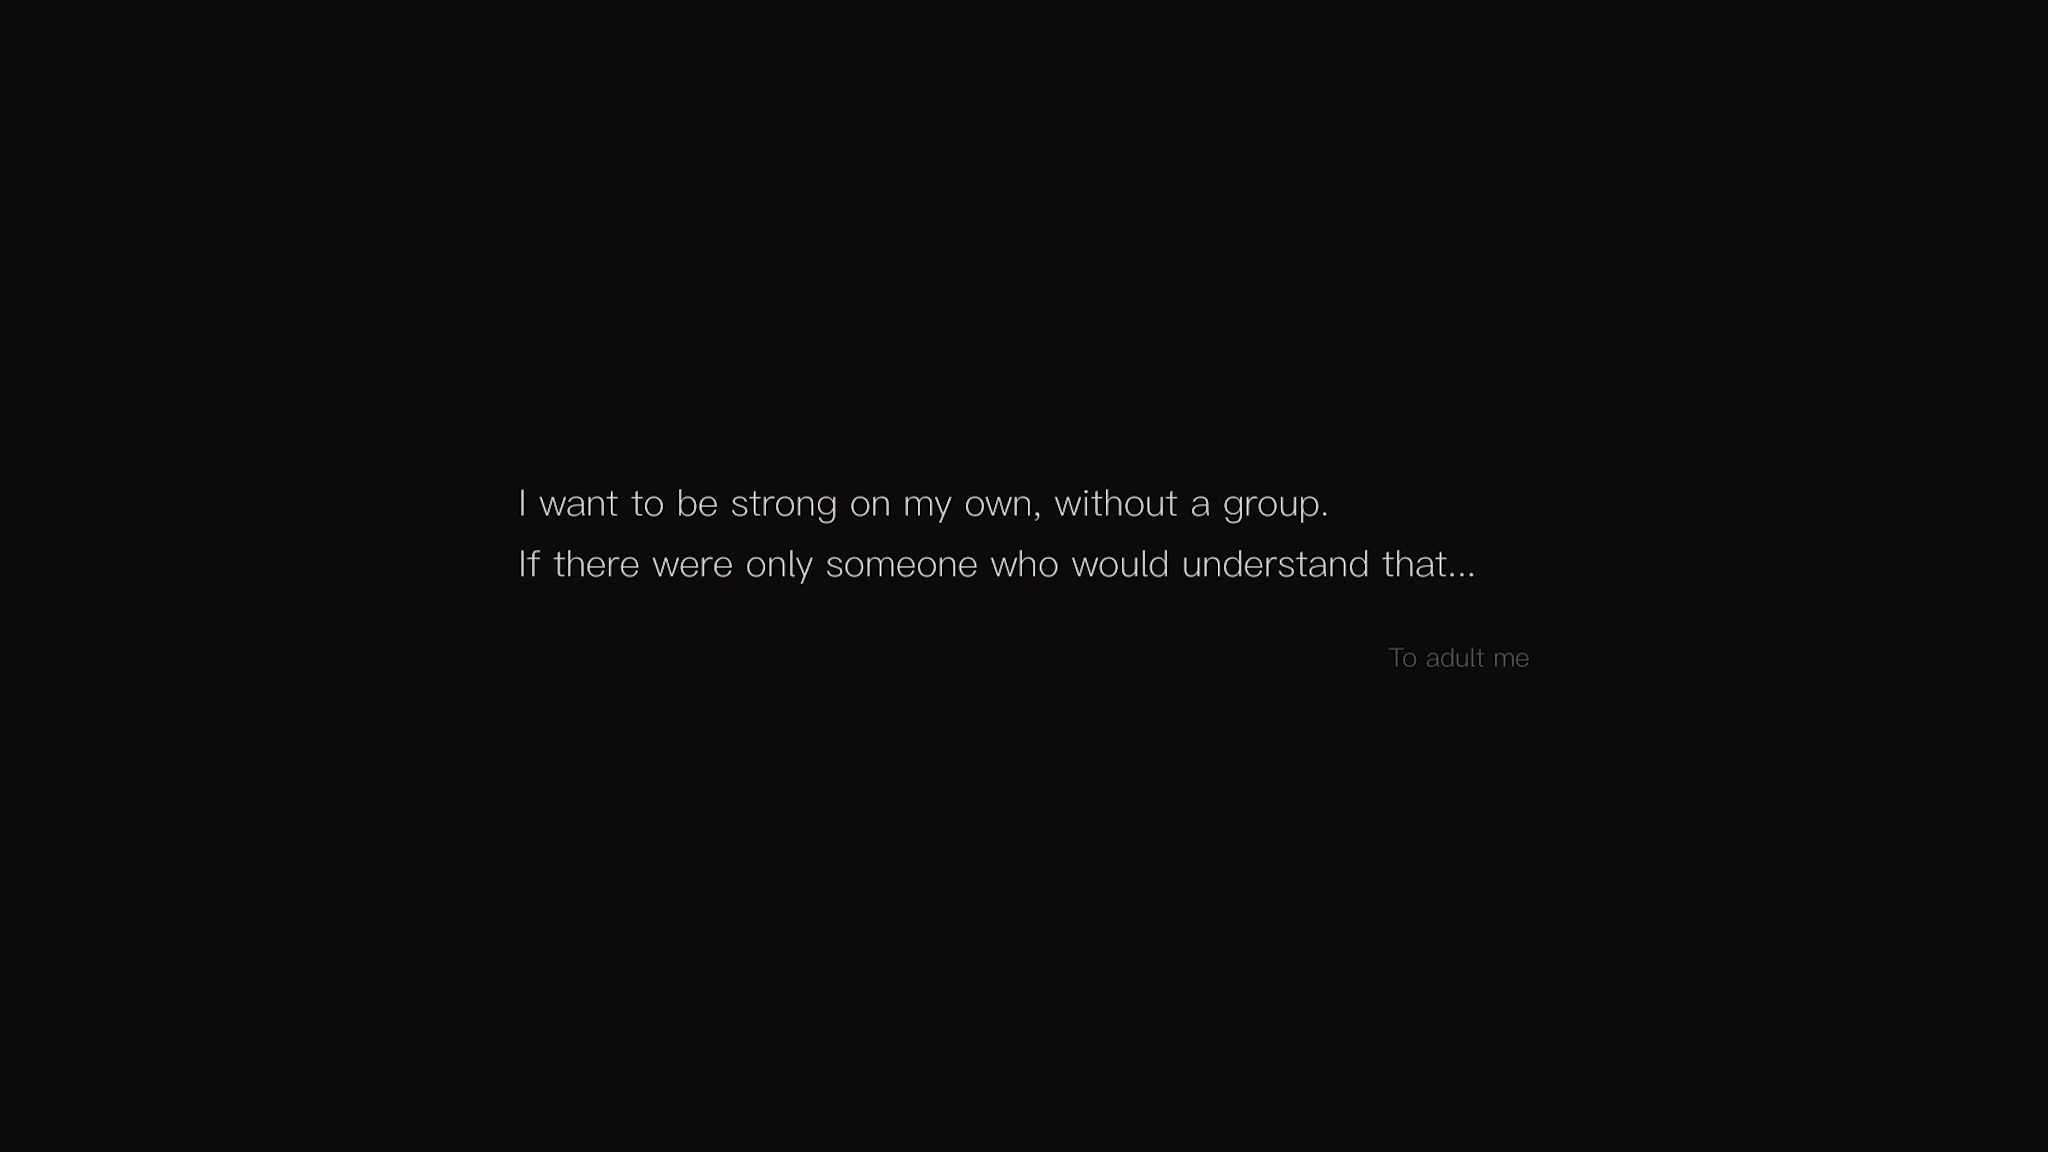 I want to be strong on my own, without a group.
If there were only someone who would understand that...
To adult me